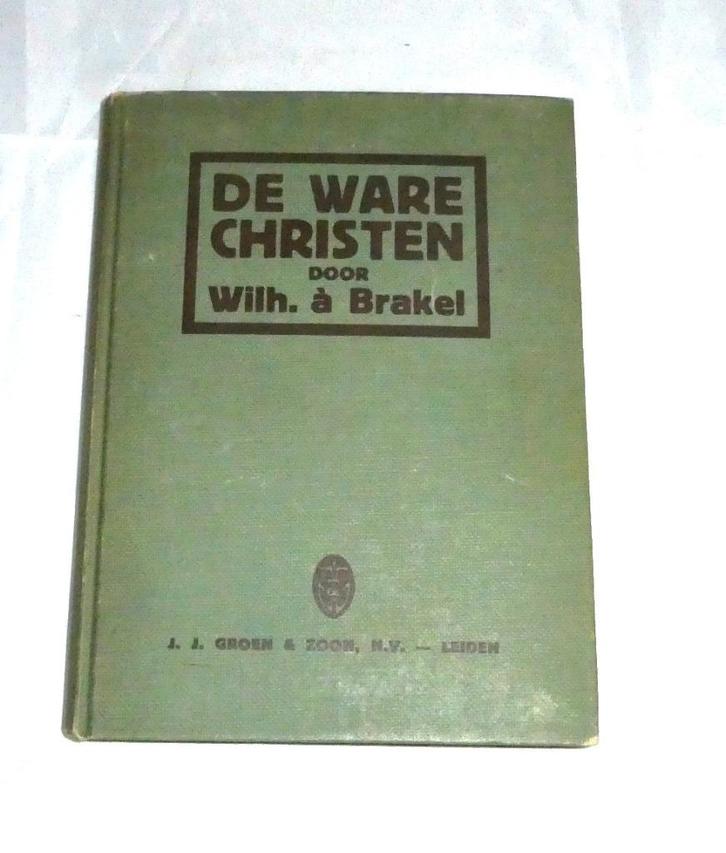 DE WARE
CHRISTEN
DOOR
Wilh. à Brakel
J. J. GROEN & ZOON, N.V. — LEIDEN